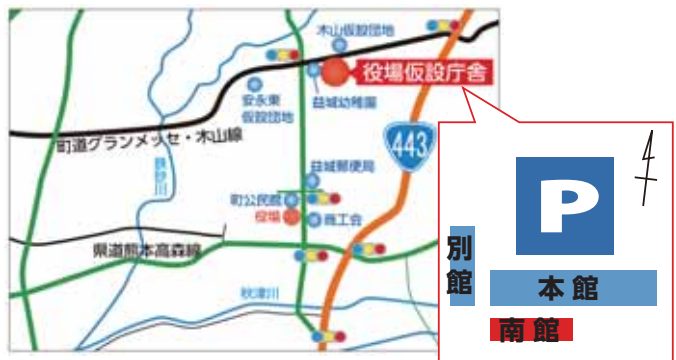 木山仮設団地
役場仮設庁舎
安永東
仮設団地
益城幼稚園
町道グランメッセ・木山線
443
益城郵便局
町公民館
役場
商工会
県道熊本高森線
秋津川
P
別館
本館
南館